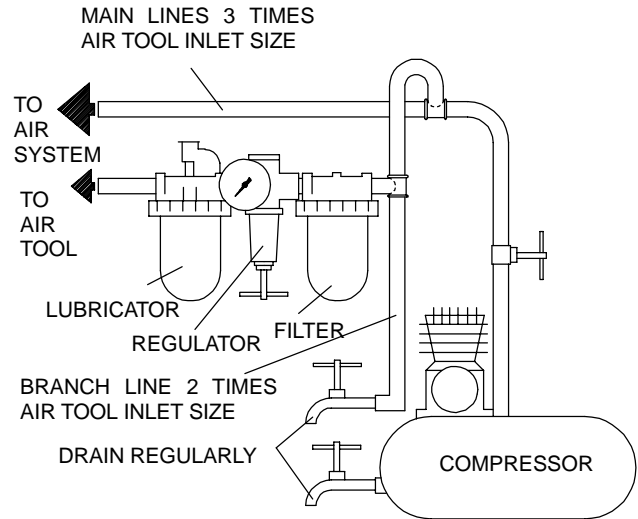 MAIN LINES 3 TIMES
AIR TOOL INLET SIZE
TO
AIR
SYSTEM
TO
AIR
TOOL
LUBRICATOR
REGULATOR
FILTER
BRANCH LINE 2 TIMES
AIR TOOL INLET SIZE
DRAIN REGULARLY
COMPRESSOR